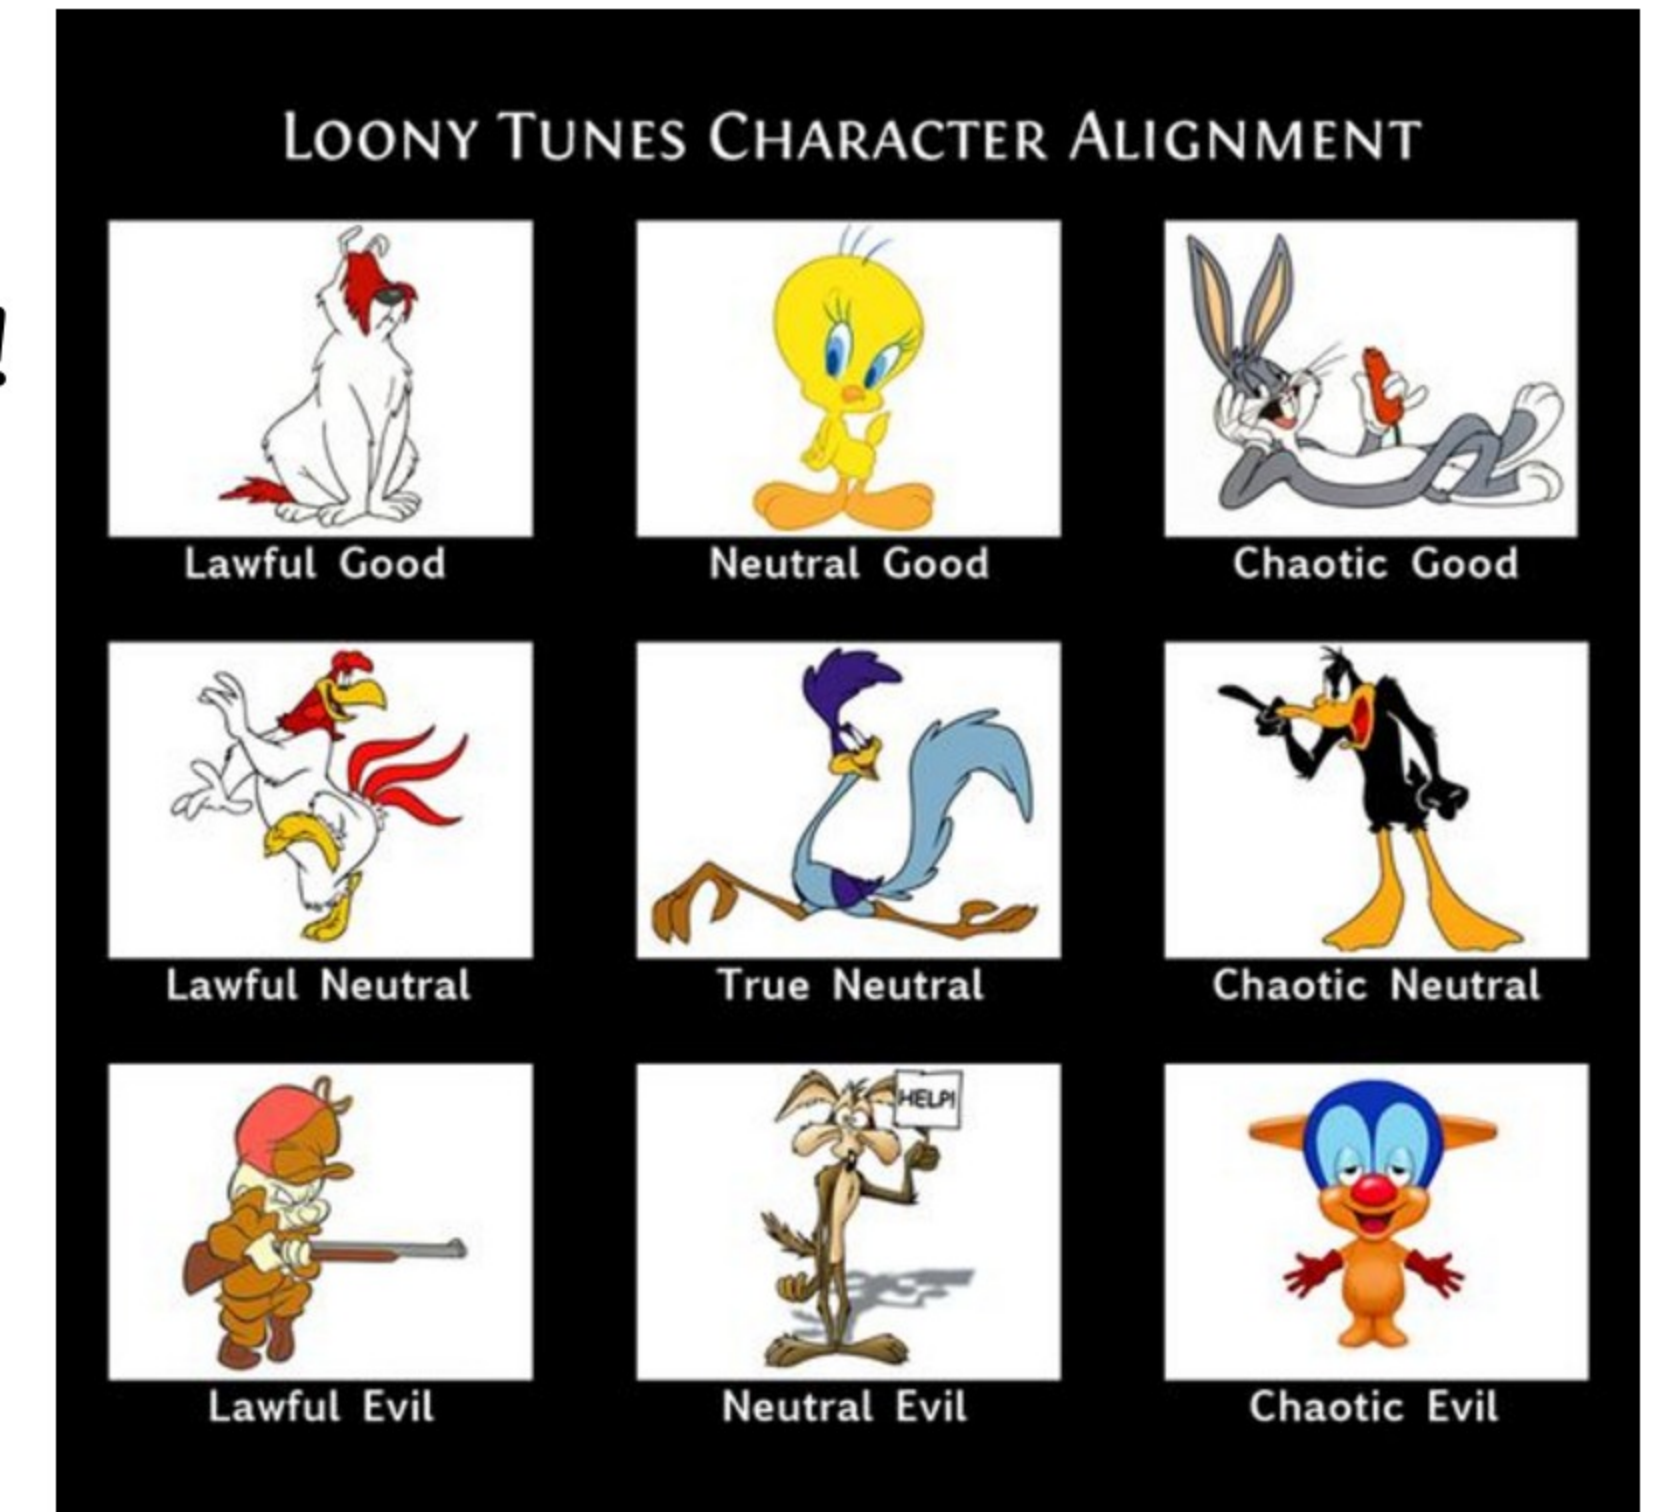 LOONY TUNES CHARACTER ALIGNMENT
!
Lawful Good
Neutral Good
Chaotic Good
Lawful Neutral
True Neutral
Chaotic Neutral
HELP!
Lawful Evil
Neutral Evil
Chaotic Evil